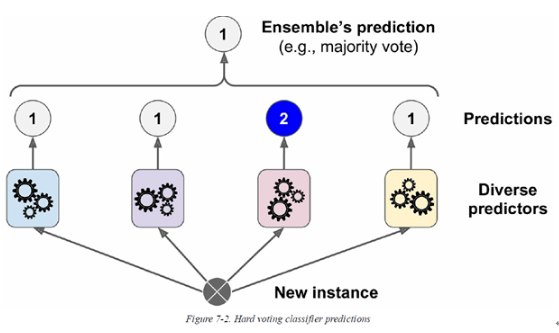 Ensemble's prediction
1
(e.g., majority vote)
1 1 2 1 Predictions
Diverse
predictors
New instance
Figure 7-2. Hard voting classifier predictions